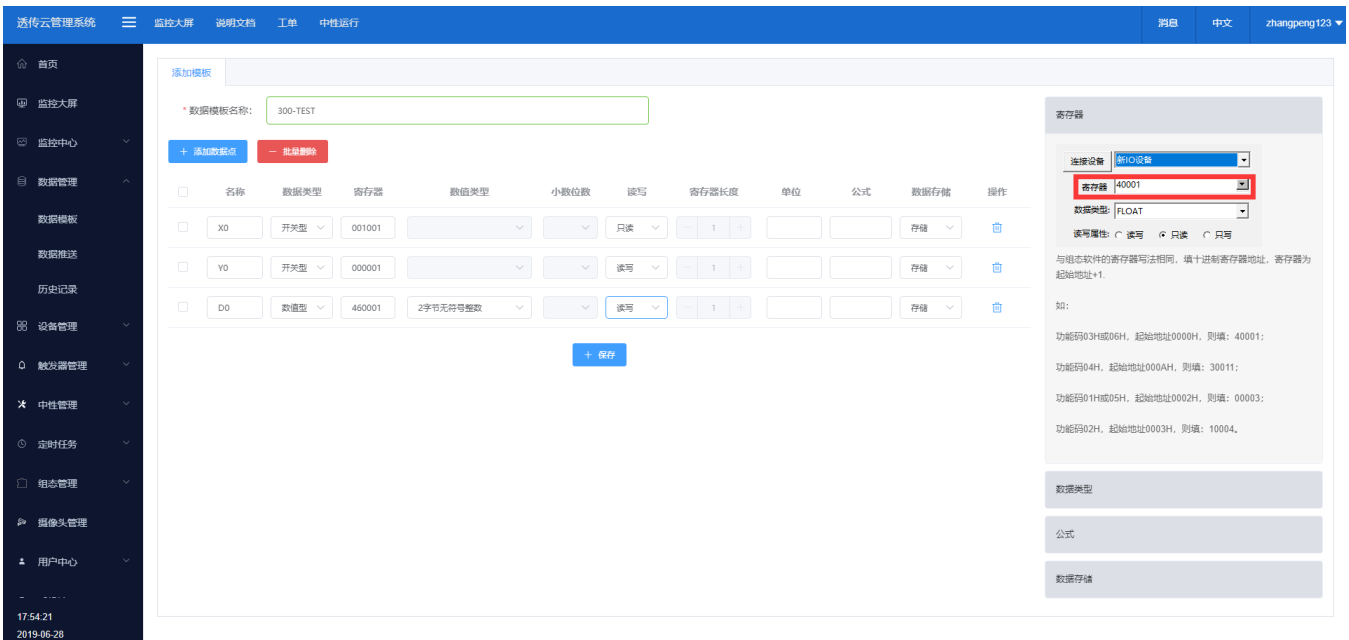 透传云管理系统 监控大屏 说明文档 工单 中性运行 消息 中文 zhangpeng123
首页
监控大屏
监控中心
数据管理
数据模板
数据推送
历史记录
设备管理
触发器管理
中性管理
定时任务
组态管理
摄像头管理
用户中心
17:54:21
2019-06-28
添加模板
* 数据模板名称: 300-TEST
+ 添加数据点 − 批量删除
名称 数据类型 寄存器 数值类型 小数位数 读写 寄存器长度 单位 公式 数据存储 操作
X0 开关型 001001 只读 − 1 + 存储
Y0 开关型 000001 读写 − 1 + 存储
D0 数值型 460001 2字节无符号整数 读写 − 1 + 存储
+ 保存
寄存器
连接设备 新IO设备
寄存器 40001
数据类型: FLOAT
读写属性: 读写 只读 只写
与组态软件的寄存器写法相同，填十进制寄存器地址，寄存器为
起始地址+1.
如:
功能码03H或06H，起始地址0000H，则填：40001;
功能码04H，起始地址000AH，则填：30011;
功能码01H或05H，起始地址0002H，则填：00003;
功能码02H，起始地址0003H，则填：10004。
数据类型
公式
数据存储